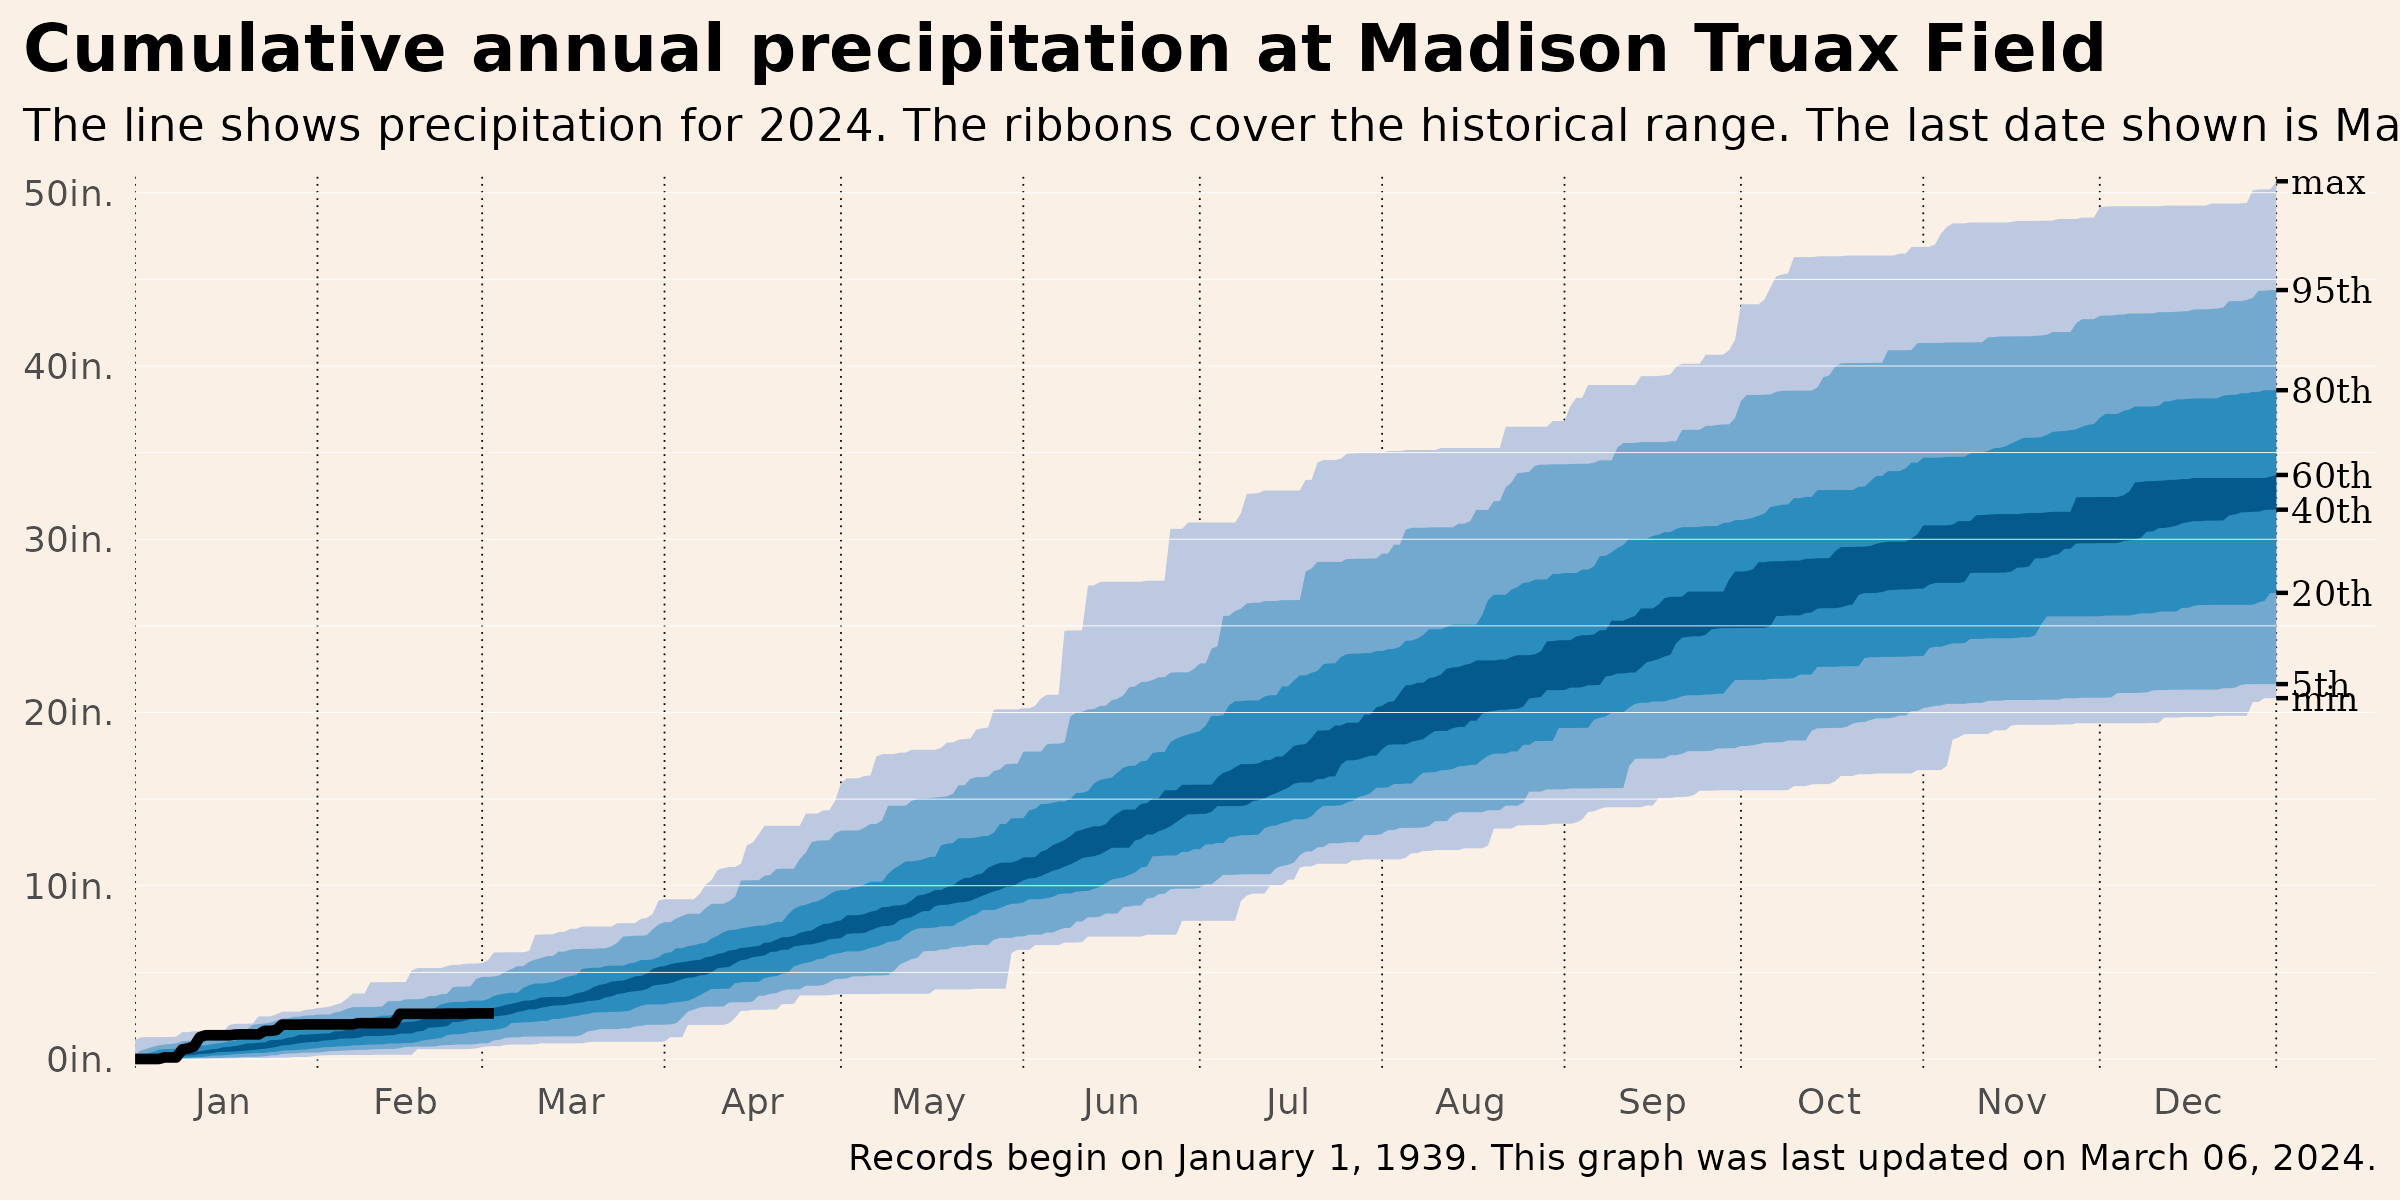 Cumulative annual precipitation at Madison Truax Field
The line shows precipitation for 2024. The ribbons cover the historical range. The last date shown is Ma
50in.
40in.
30in.
20in.
10in.
0in.
max
95th
80th
60th
40th
20th
5th
min
Jan Feb Mar Apr May Jun Jul Aug Sep Oct Nov Dec
Records begin on January 1, 1939. This graph was last updated on March 06, 2024.